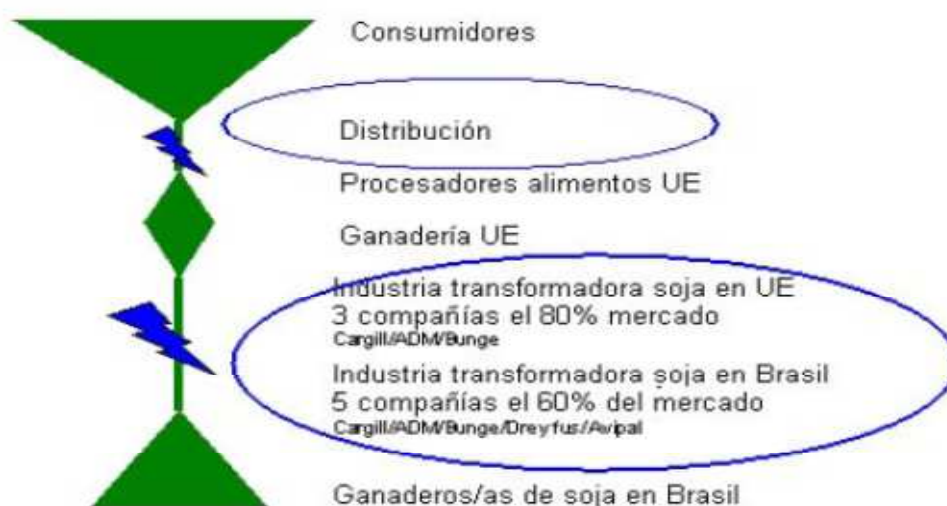 Consumidores
Distribución
Procesadores alimentos UE
Ganadería UE
Industria transformadora soja en UE
3 compañías el 80% mercado
Cargill/ADM/Bunge
Industria transformadora soja en Brasil
5 compañías el 60% del mercado
Cargill/ADM/Bunge/Dreyfus/Avipal
Ganaderos/as de soja en Brasil